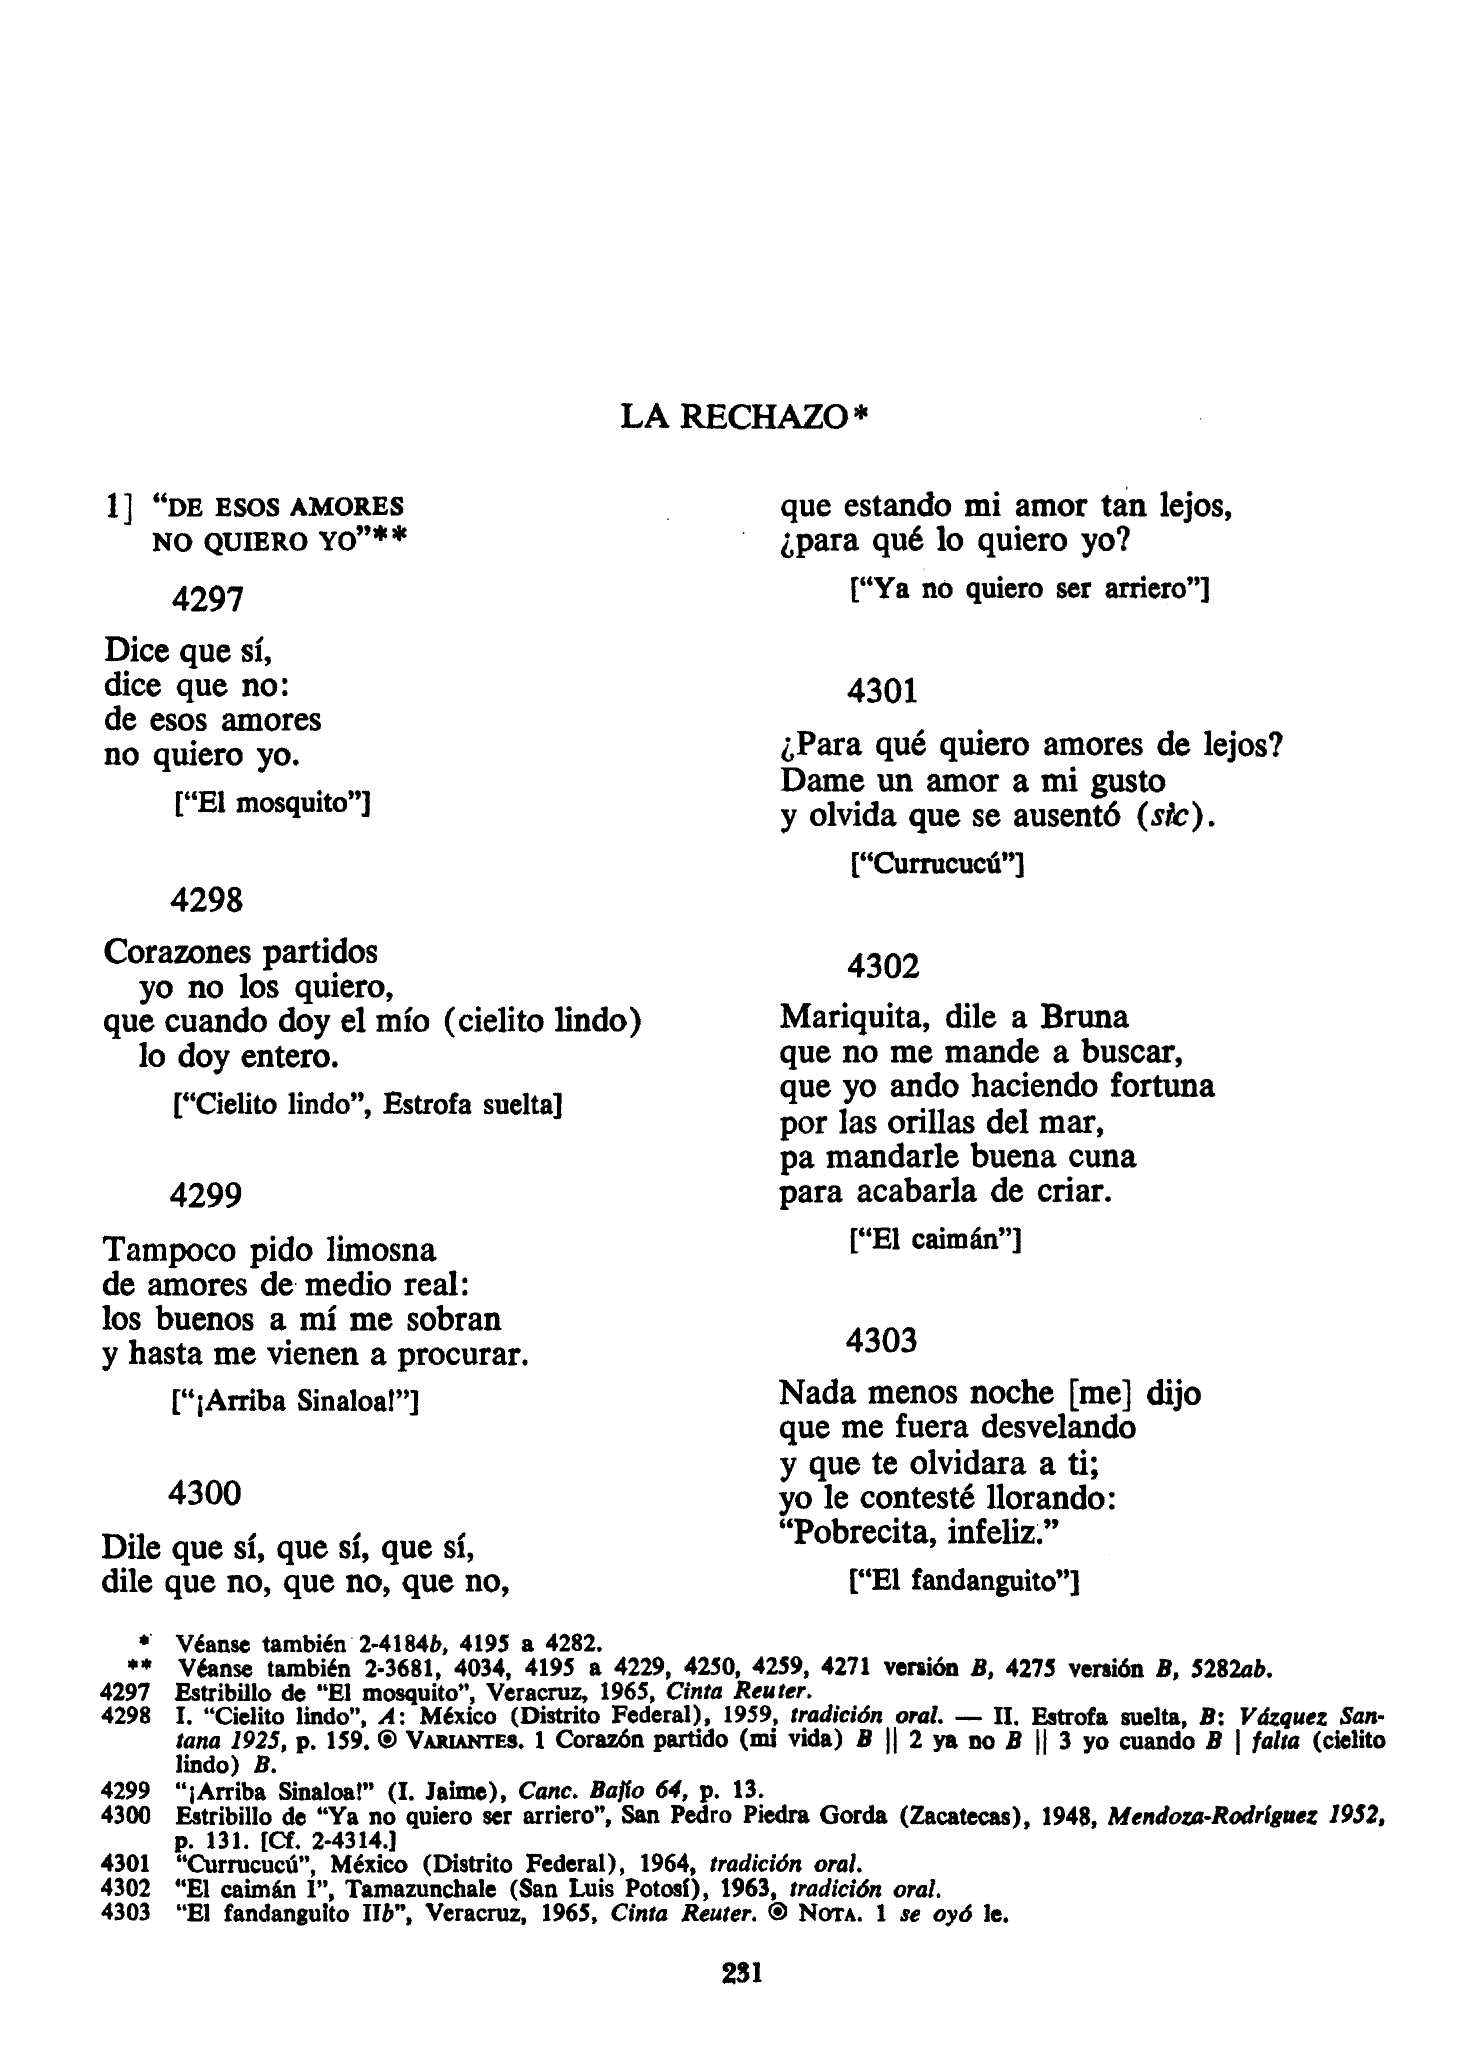 LA RECHAZO*
1] “DE ESOS AMORES
NO QUIERO YO”**
4297
Dice que sí,
dice que no:
de esos amores
no quiero yo.
[“El mosquito”]
4298
Corazones partidos
yo no los quiero,
que cuando doy el mío (cielito lindo)
lo doy entero.
[“Cielito lindo”, Estrofa suelta]
4299
Tampoco pido limosna
de amores de medio real:
los buenos a mí me sobran
y hasta me vienen a procurar.
[“¡Arriba Sinaloa!”]
4300
Dile que sí, que sí, que sí,
dile que no, que no, que no,
que estando mi amor tan lejos,
¿para qué lo quiero yo?
[“Ya no quiero ser arriero”]
4301
¿Para qué quiero amores de lejos?
Dame un amor a mi gusto
y olvida que se ausentó (sic).
[“Currucucú”]
4302
Mariquita, dile a Bruna
que no me mande a buscar,
que yo ando haciendo fortuna
por las orillas del mar,
pa mandarle buena cuna
para acabarla de criar.
[“El caimán”]
4303
Nada menos noche [me] dijo
que me fuera desvelando
y que te olvidara a ti;
yo le contesté llorando:
“Pobrecita, infeliz.”
[“El fandanguito”]
* Véanse también 2-4184b, 4195 a 4282.
** Véanse también 2-3681, 4034, 4195 a 4229, 4250, 4259, 4271 versión B, 4275 versión B, 5282ab.
4297 Estribillo de “El mosquito”, Veracruz, 1965, Cinta Reuter.
4298 I. “Cielito lindo”, A: México (Distrito Federal), 1959, tradición oral. — II. Estrofa suelta, B: Vázquez San-
tana 1925, p. 159. ⊙ VARIANTES. 1 Corazón partido (mi vida) B || 2 ya no B || 3 yo cuando B | falta (cielito
lindo) B.
4299 “¡Arriba Sinaloa!” (I. Jaime), Canc. Bajío 64, p. 13.
4300 Estribillo de “Ya no quiero ser arriero”, San Pedro Piedra Gorda (Zacatecas), 1948, Mendoza-Rodríguez 1952,
p. 131. [Cf. 2-4314.]
4301 “Currucucú”, México (Distrito Federal), 1964, tradición oral.
4302 “El caimán I”, Tamazunchale (San Luis Potosí), 1963, tradición oral.
4303 “El fandanguito IIb”, Veracruz, 1965, Cinta Reuter. ⊙ NOTA. 1 se oyó le.
231